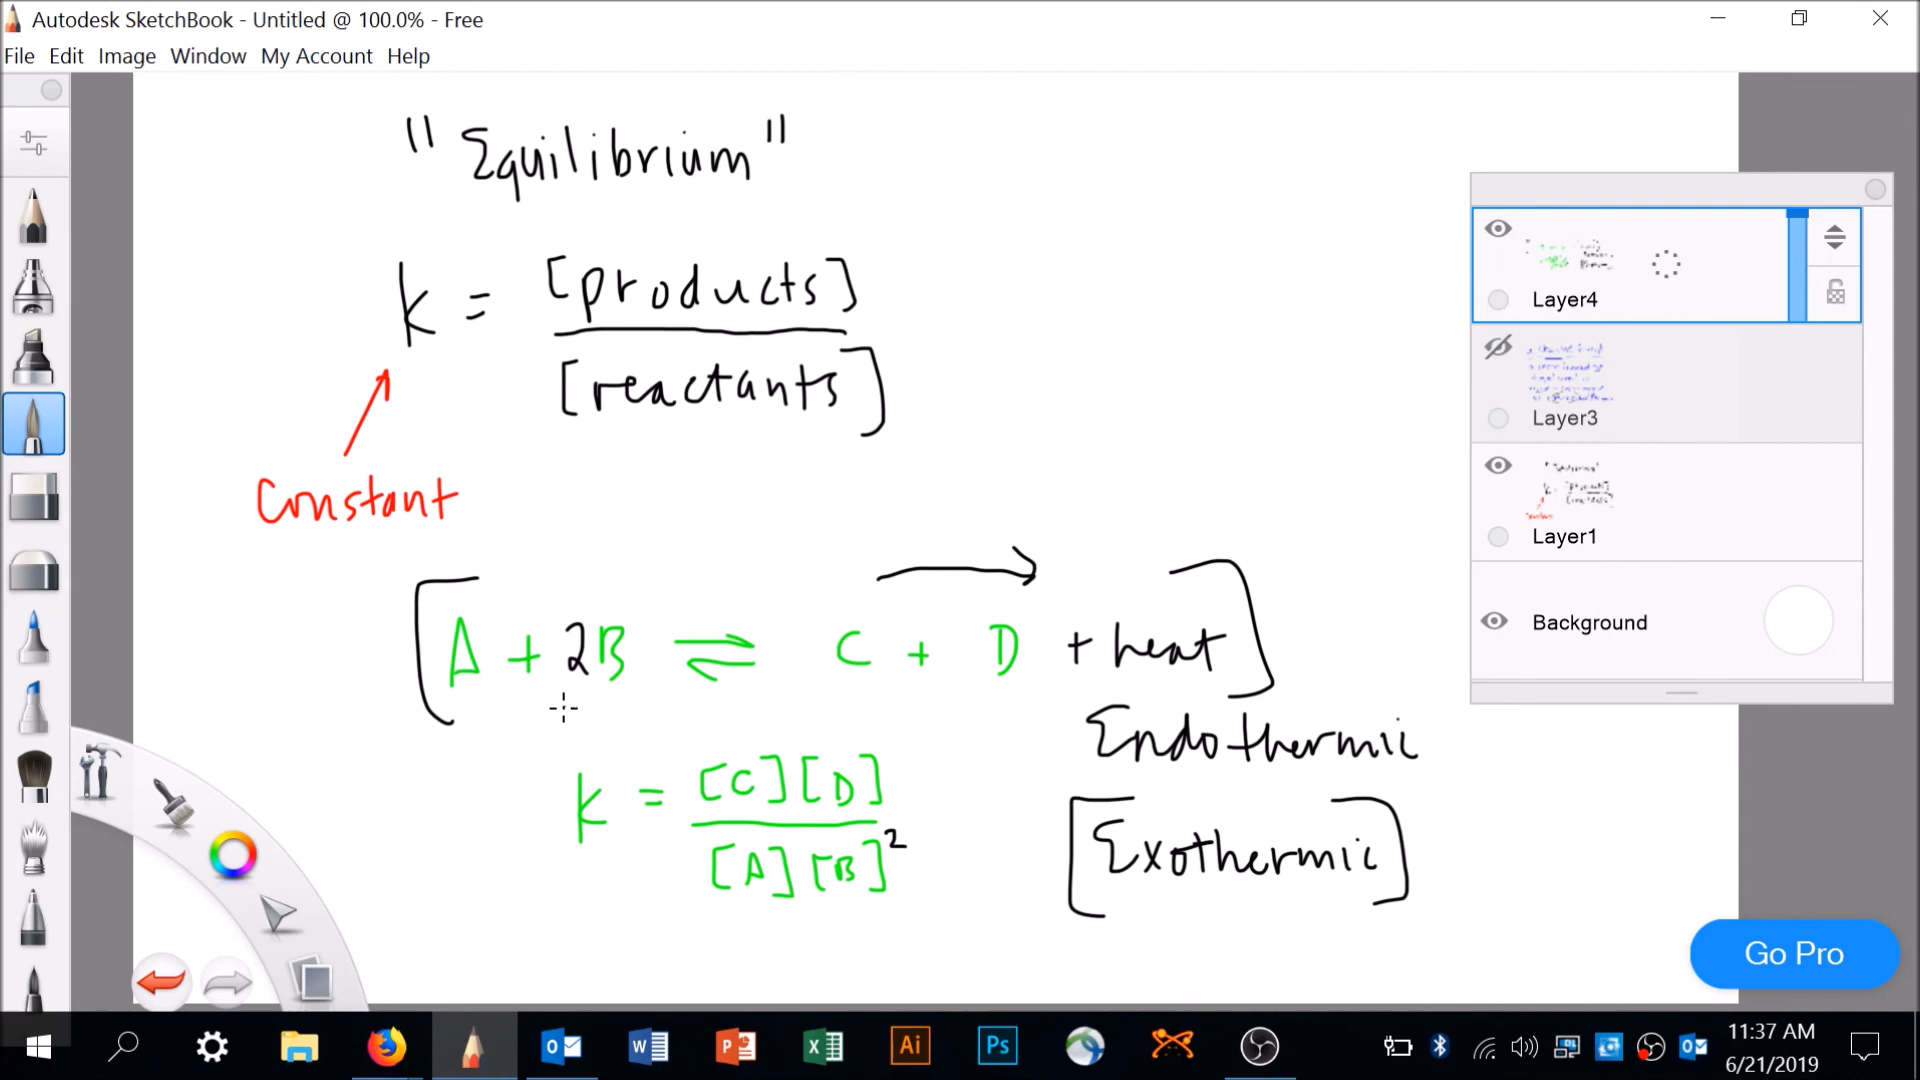 Autodesk SketchBook - Untitled @ 100.0% - Free
File Edit Image Window My Account Help
"Equilibrium"
k = [products]
[reactants]
Constant
[A + 2B ⇌ C + D + heat]
Endothermic
k = [C][D]
[A][B]²
[Exothermic]
Layer4
Layer3
Layer1
Background
Go Pro
11:37 AM
6/21/2019